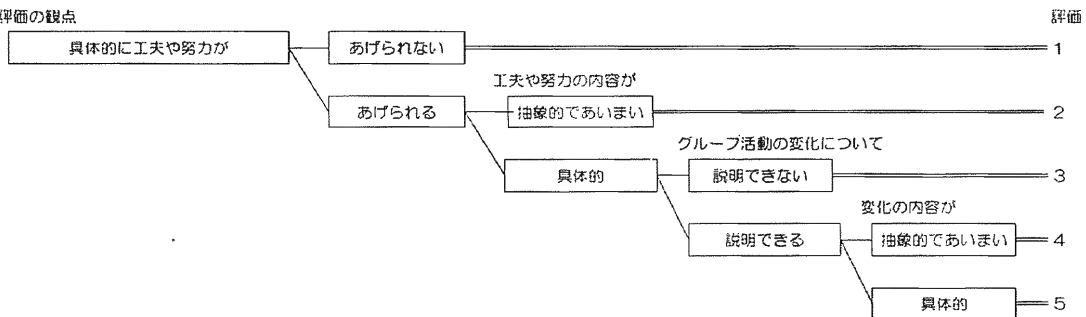 評価の観点 評価
具体的に工夫や努力が あげられない 1
工夫や努力の内容が
あげられる 抽象的であいまい 2
グループ活動の変化について
具体的 説明できない 3
変化の内容が
説明できる 抽象的であいまい 4
具体的 5